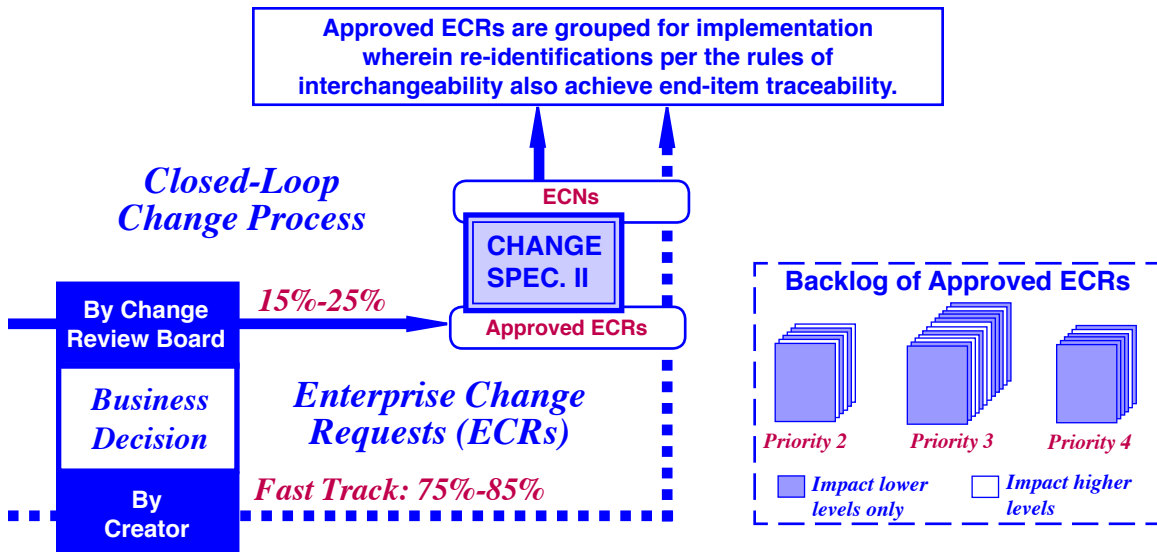 Approved ECRs are grouped for implementation
wherein re-identifications per the rules of
interchangeability also achieve end-item traceability.
Closed-Loop
Change Process
ECNs
CHANGE
SPEC. II
Approved ECRs
By Change
Review Board
15%-25%
Business
Decision
Enterprise Change
Requests (ECRs)
By
Creator
Fast Track: 75%-85%
Backlog of Approved ECRs
Priority 2
Priority 3
Priority 4
Impact lower
levels only
Impact higher
levels